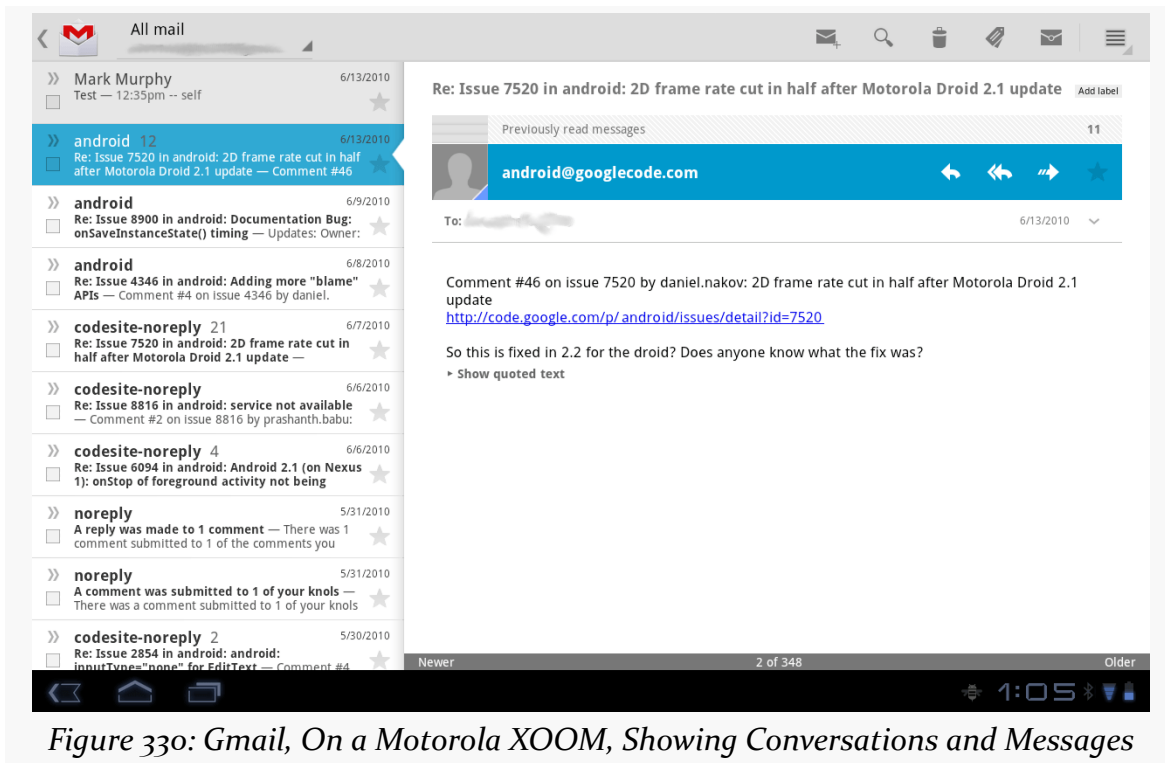 All mail
Mark Murphy 6/13/2010
Test — 12:35pm -- self
android 12 6/13/2010
Re: Issue 7520 in android: 2D frame rate cut in half
after Motorola Droid 2.1 update — Comment #46
android 6/9/2010
Re: Issue 8900 in android: Documentation Bug:
onSaveInstanceState() timing — Updates: Owner:
android 6/8/2010
Re: Issue 4346 in android: Adding more "blame"
APIs — Comment #4 on issue 4346 by daniel.
codesite-noreply 21 6/7/2010
Re: Issue 7520 in android: 2D frame rate cut in
half after Motorola Droid 2.1 update —
codesite-noreply 6/6/2010
Re: Issue 8816 in android: service not available
— Comment #2 on issue 8816 by prashanth.babu:
codesite-noreply 4 6/6/2010
Re: Issue 6094 in android: Android 2.1 (on Nexus
1): onStop of foreground activity not being
noreply 5/31/2010
A reply was made to 1 comment — There was 1
comment submitted to 1 of the comments you
noreply 5/31/2010
A comment was submitted to 1 of your knols —
There was a comment submitted to 1 of your knols
codesite-noreply 2 5/30/2010
Re: Issue 2854 in android: android:
inputType="none" for EditText — Comment #4
Re: Issue 7520 in android: 2D frame rate cut in half after Motorola Droid 2.1 update Add label
Previously read messages 11
android@googlecode.com
To: 6/13/2010
Comment #46 on issue 7520 by daniel.nakov: 2D frame rate cut in half after Motorola Droid 2.1
update
http://code.google.com/p/android/issues/detail?id=7520
So this is fixed in 2.2 for the droid? Does anyone know what the fix was?
▸ Show quoted text
Newer 2 of 348 Older
1:05
Figure 330: Gmail, On a Motorola XOOM, Showing Conversations and Messages